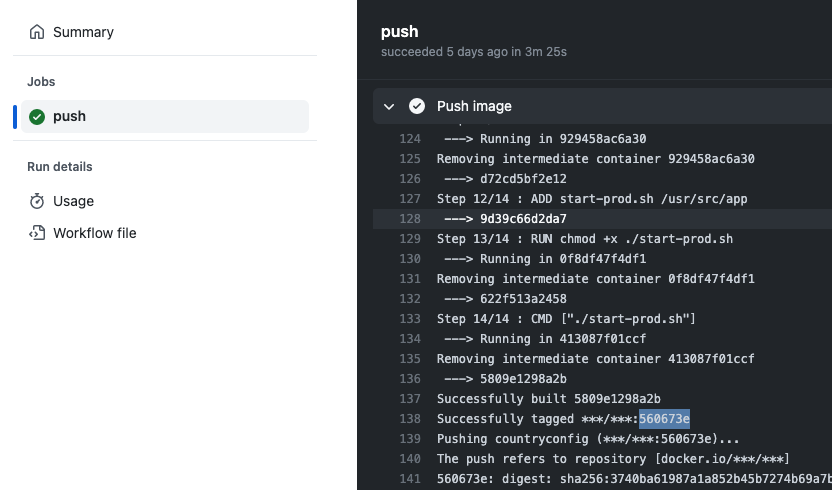 Summary
Jobs
push
Run details
Usage
Workflow file
push
succeeded 5 days ago in 3m 25s
Push image
124 ---> Running in 929458ac6a30
125 Removing intermediate container 929458ac6a30
126 ---> d72cd5bf2e12
127 Step 12/14 : ADD start-prod.sh /usr/src/app
128 ---> 9d39c66d2da7
129 Step 13/14 : RUN chmod +x ./start-prod.sh
130 ---> Running in 0f8df47f4df1
131 Removing intermediate container 0f8df47f4df1
132 ---> 622f513a2458
133 Step 14/14 : CMD ["./start-prod.sh"]
134 ---> Running in 413087f01ccf
135 Removing intermediate container 413087f01ccf
136 ---> 5809e1298a2b
137 Successfully built 5809e1298a2b
138 Successfully tagged ***/***:560673e
139 Pushing countryconfig (***/***:560673e)...
140 The push refers to repository [docker.io/***/***]
141 560673e: digest: sha256:3740ba61987a1a852b45b7274b69a7b